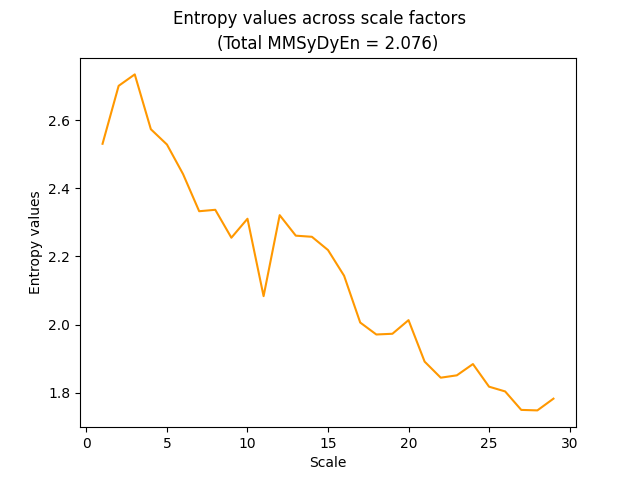 Entropy values across scale factors
(Total MMSyDyEn = 2.076)
2.6
2.4
2.2
2.0
1.8
Entropy values
0 5 10 15 20 25 30
Scale